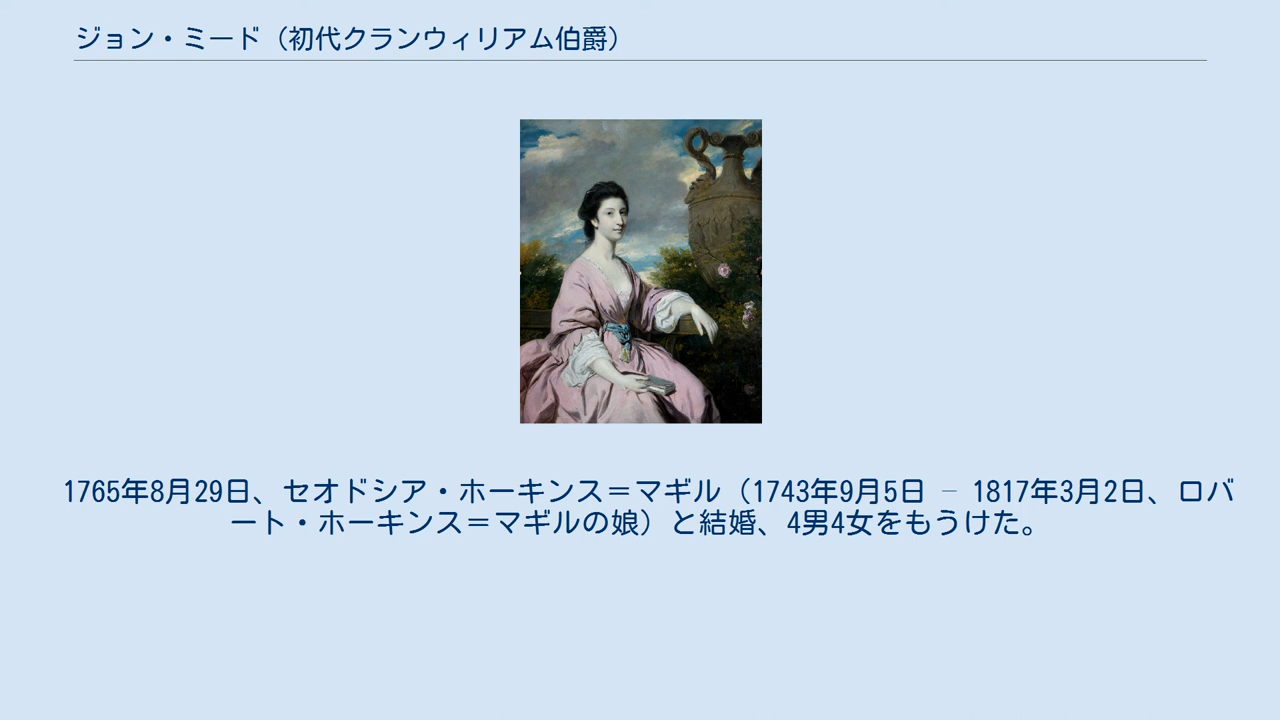 ジョン・ミード（初代クランウィリアム伯爵）
1765年8月29日、セオドシア・ホーキンス＝マギル（1743年9月5日 – 1817年3月2日、ロバ
ート・ホーキンス＝マギルの娘）と結婚、4男4女をもうけた。